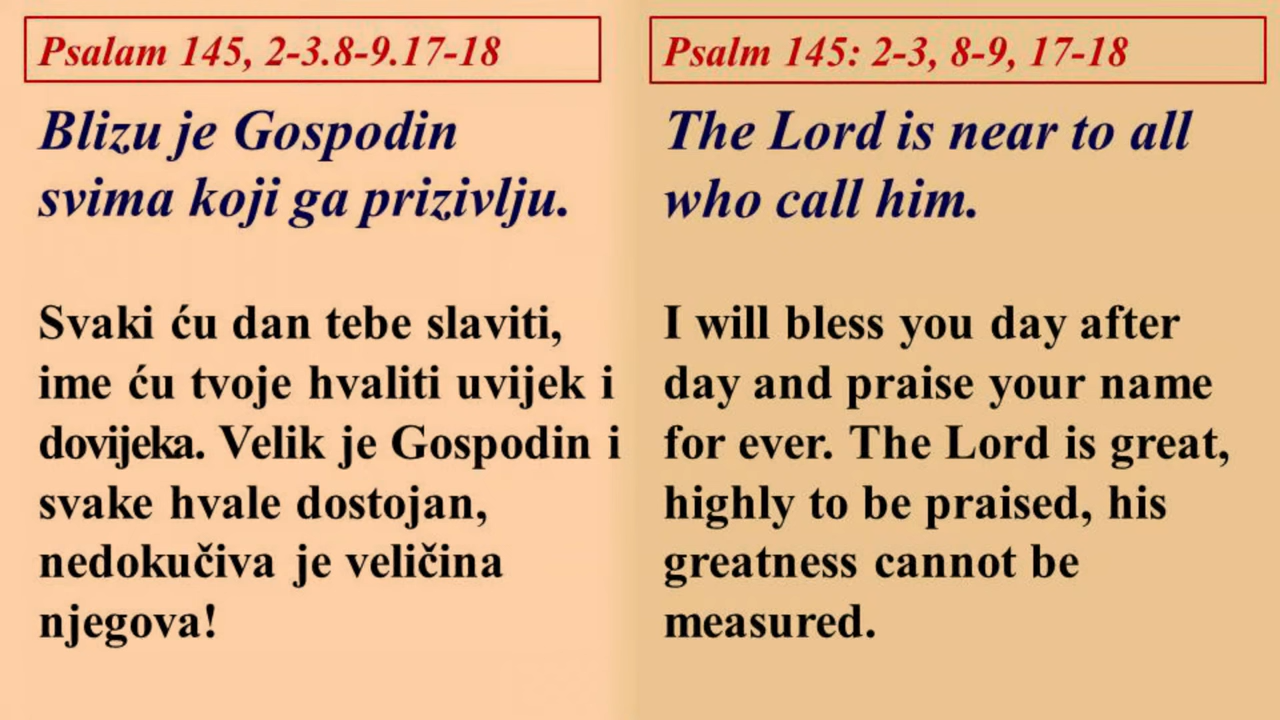 Psalam 145, 2-3.8-9.17-18
Blizu je Gospodin
svima koji ga prizivlju.
Svaki ću dan tebe slaviti,
ime ću tvoje hvaliti uvijek i
dovijeka. Velik je Gospodin i
svake hvale dostojan,
nedokučiva je veličina
njegova!
Psalm 145: 2-3, 8-9, 17-18
The Lord is near to all
who call him.
I will bless you day after
day and praise your name
for ever. The Lord is great,
highly to be praised, his
greatness cannot be
measured.